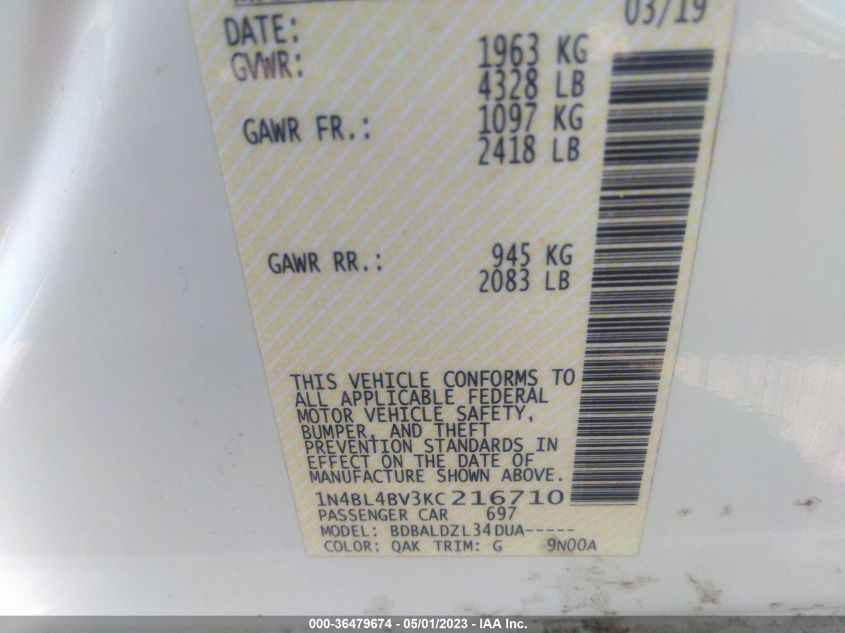 03/19
DATE:
GVWR: 1963 KG
4328 LB
GAWR FR.: 1097 KG
2418 LB
GAWR RR.: 945 KG
2083 LB
THIS VEHICLE CONFORMS TO
ALL APPLICABLE FEDERAL
MOTOR VEHICLE SAFETY,
BUMPER, AND THEFT
PREVENTION STANDARDS IN
EFFECT ON THE DATE OF
MANUFACTURE SHOWN ABOVE.
1N4BL4BV3KC216710
PASSENGER CAR 697
MODEL: BDBALDZL34DUA-----
COLOR: QAK TRIM: G 9N00A
000-36479674 - 05/01/2023 - IAA Inc.